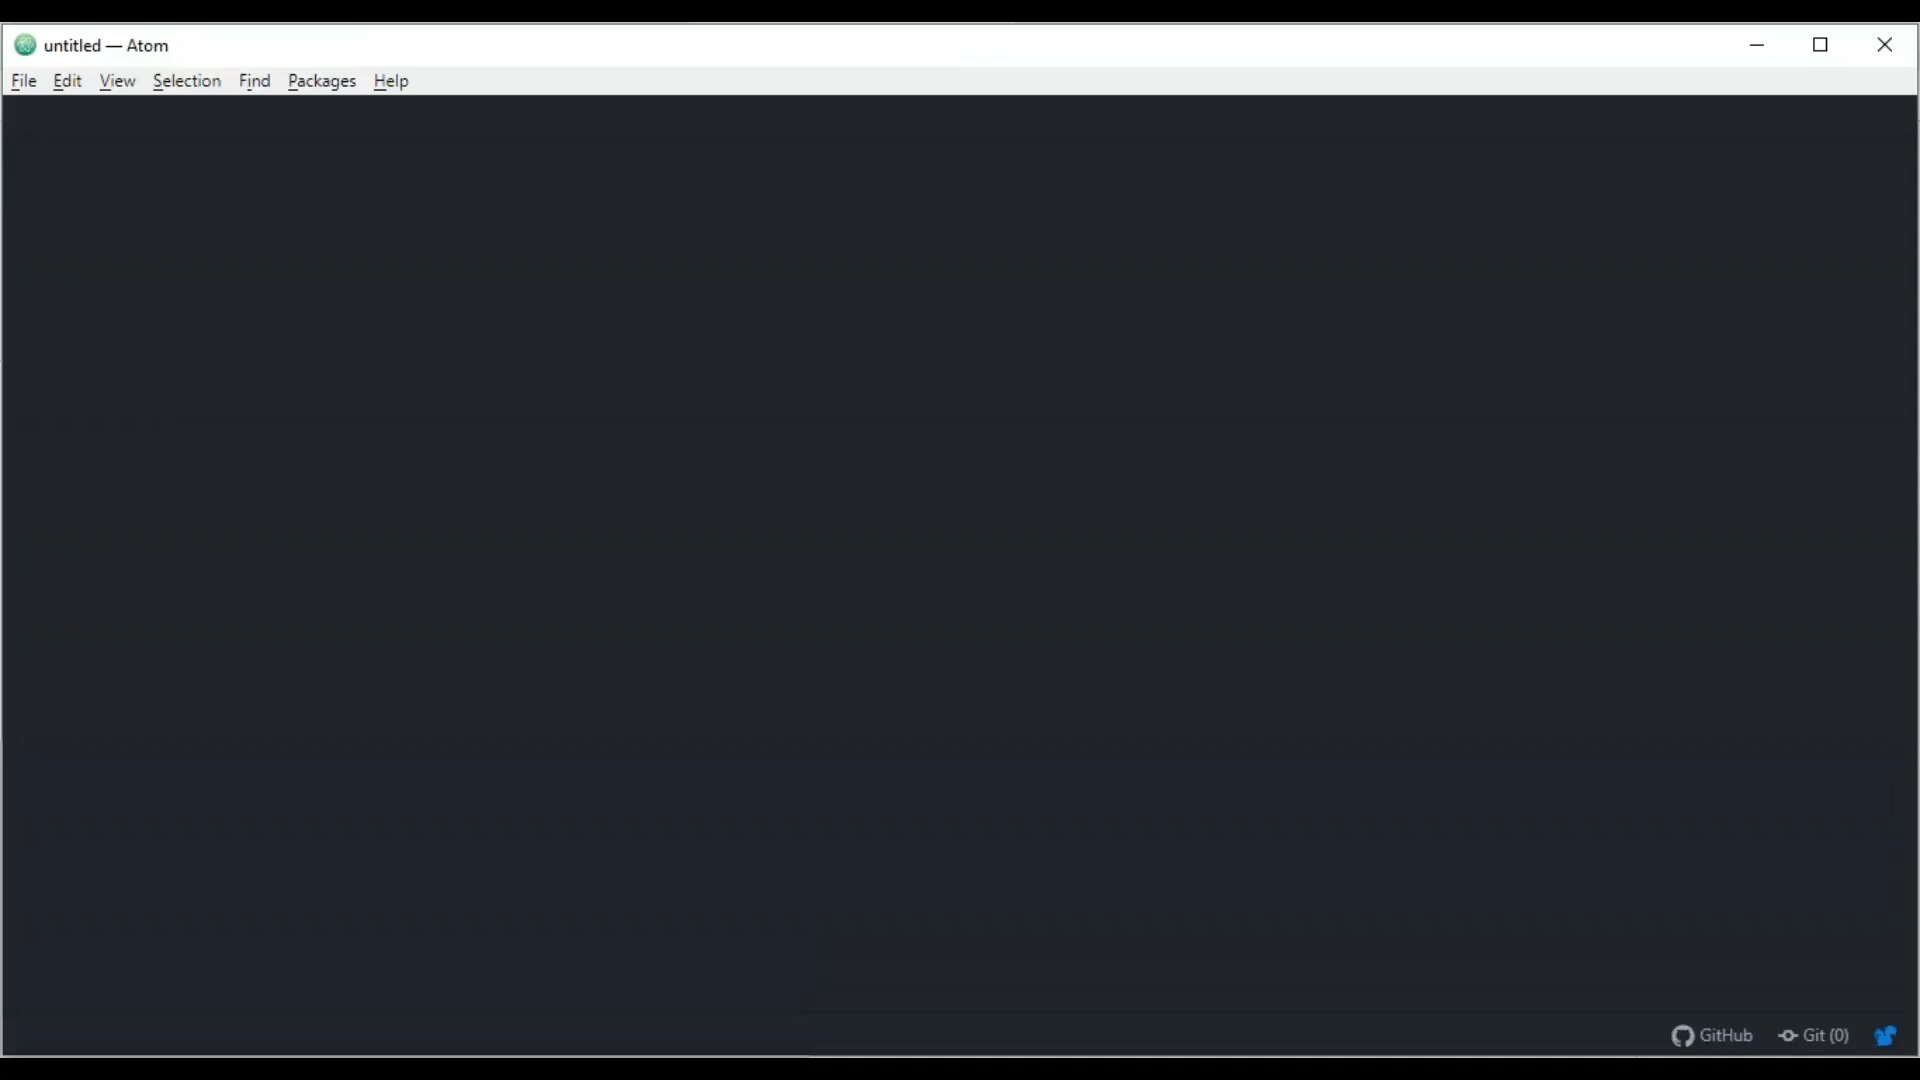 untitled — Atom
File Edit View Selection Find Packages Help
GitHub Git (0)